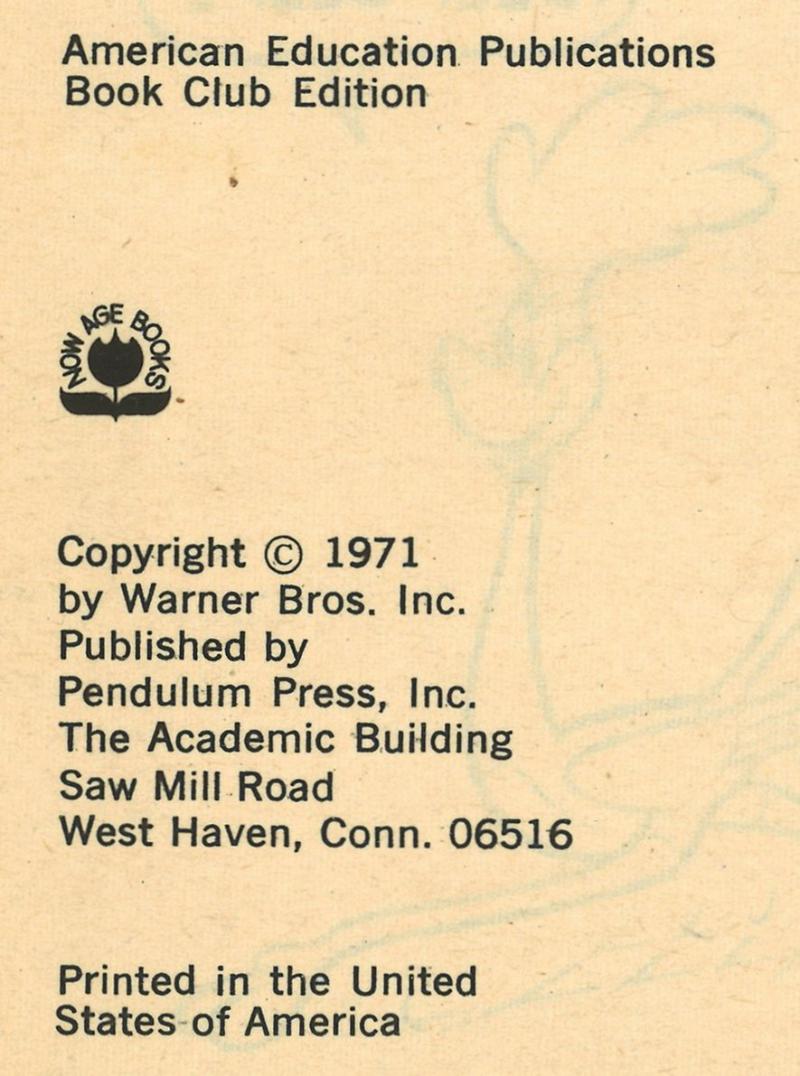 American Education Publications
Book Club Edition
NOW AGE BOOKS
Copyright © 1971
by Warner Bros. Inc.
Published by
Pendulum Press, Inc.
The Academic Building
Saw Mill Road
West Haven, Conn. 06516
Printed in the United
States of America